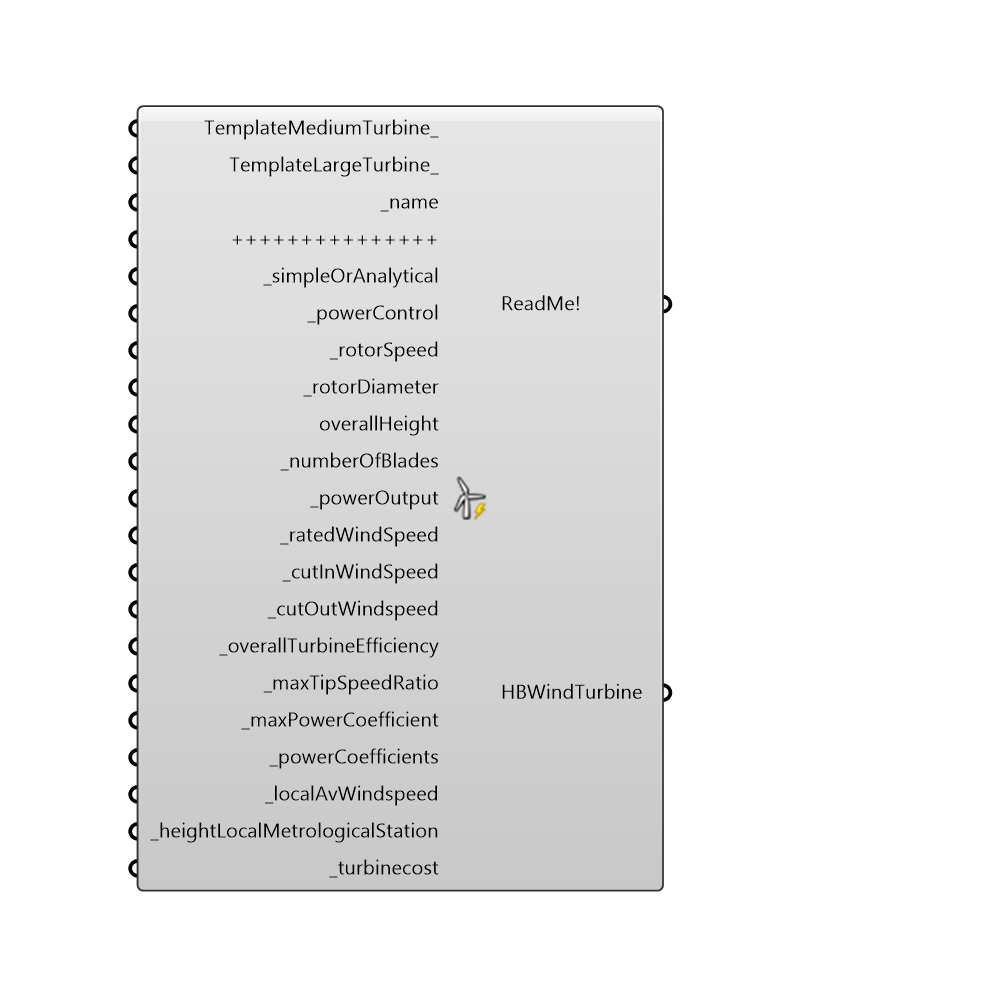 TemplateMediumTurbine_
TemplateLargeTurbine_
_name
+++++++++++++++
_simpleOrAnalytical
_powerControl
_rotorSpeed
_rotorDiameter
overallHeight
_numberOfBlades
_powerOutput
_ratedWindSpeed
_cutInWindSpeed
_cutOutWindspeed
_overallTurbineEfficiency
_maxTipSpeedRatio
_maxPowerCoefficient
_powerCoefficients
_localAvWindspeed
_heightLocalMetrologicalStation
_turbinecost
ReadMe!
HBWindTurbine